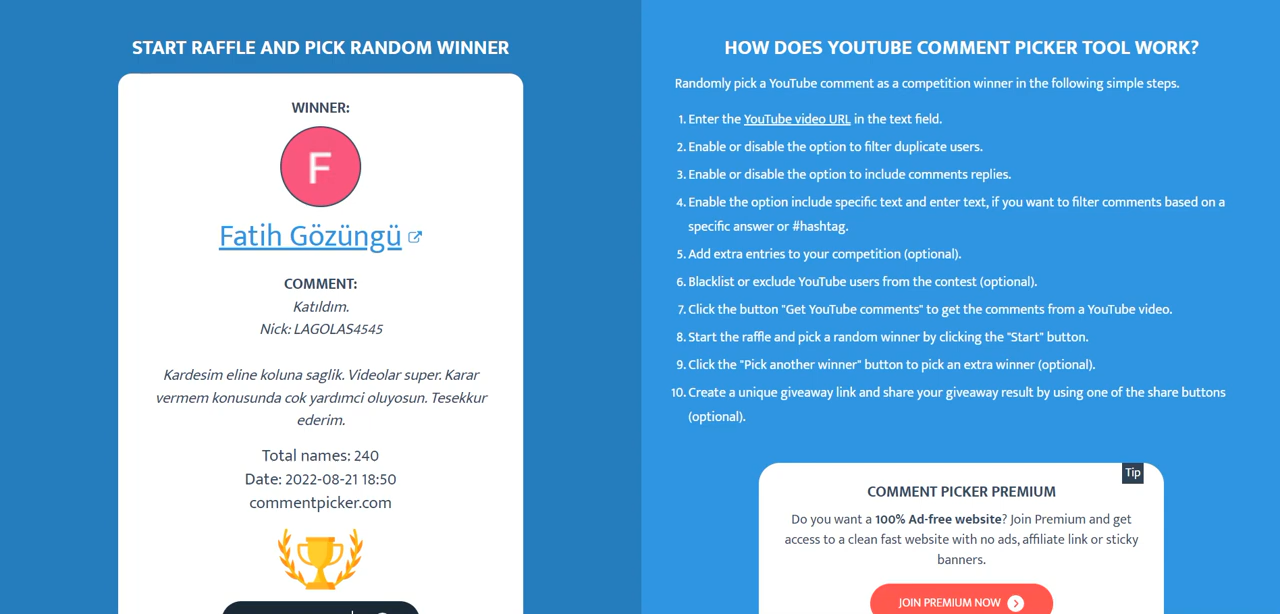 START RAFFLE AND PICK RANDOM WINNER
WINNER:
F
Fatih Gözüngü
COMMENT:
Katıldım.
Nick: LAGOLAS4545
Kardesim eline koluna saglik. Videolar super. Karar
vermem konusunda cok yardımci oluyosun. Tesekkur
ederim.
Total names: 240
Date: 2022-08-21 18:50
commentpicker.com
HOW DOES YOUTUBE COMMENT PICKER TOOL WORK?
Randomly pick a YouTube comment as a competition winner in the following simple steps.
1. Enter the YouTube video URL in the text field.
2. Enable or disable the option to filter duplicate users.
3. Enable or disable the option to include comments replies.
4. Enable the option include specific text and enter text, if you want to filter comments based on a
specific answer or #hashtag.
5. Add extra entries to your competition (optional).
6. Blacklist or exclude YouTube users from the contest (optional).
7. Click the button "Get YouTube comments" to get the comments from a YouTube video.
8. Start the raffle and pick a random winner by clicking the "Start" button.
9. Click the "Pick another winner" button to pick an extra winner (optional).
10. Create a unique giveaway link and share your giveaway result by using one of the share buttons
(optional).
Tip
COMMENT PICKER PREMIUM
Do you want a 100% Ad-free website? Join Premium and get
access to a clean fast website with no ads, affiliate link or sticky
banners.
JOIN PREMIUM NOW